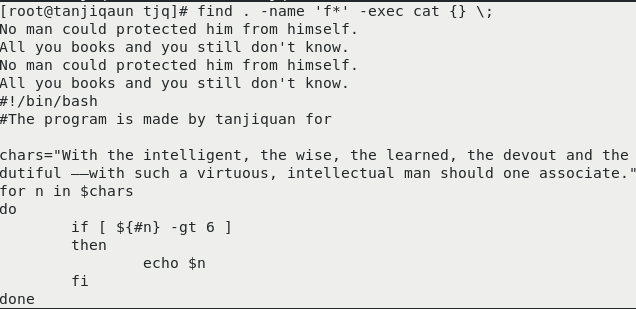 [root@tanjiqaun tjq]# find . -name 'f*' -exec cat {} \;
No man could protected him from himself.
All you books and you still don't know.
No man could protected him from himself.
All you books and you still don't know.
#!/bin/bash
#The program is made by tanjiquan for

chars="With the intelligent, the wise, the learned, the devout and the
dutiful ——with such a virtuous, intellectual man should one associate."
for n in $chars
do
        if [ ${#n} -gt 6 ]
        then
                echo $n
        fi
done